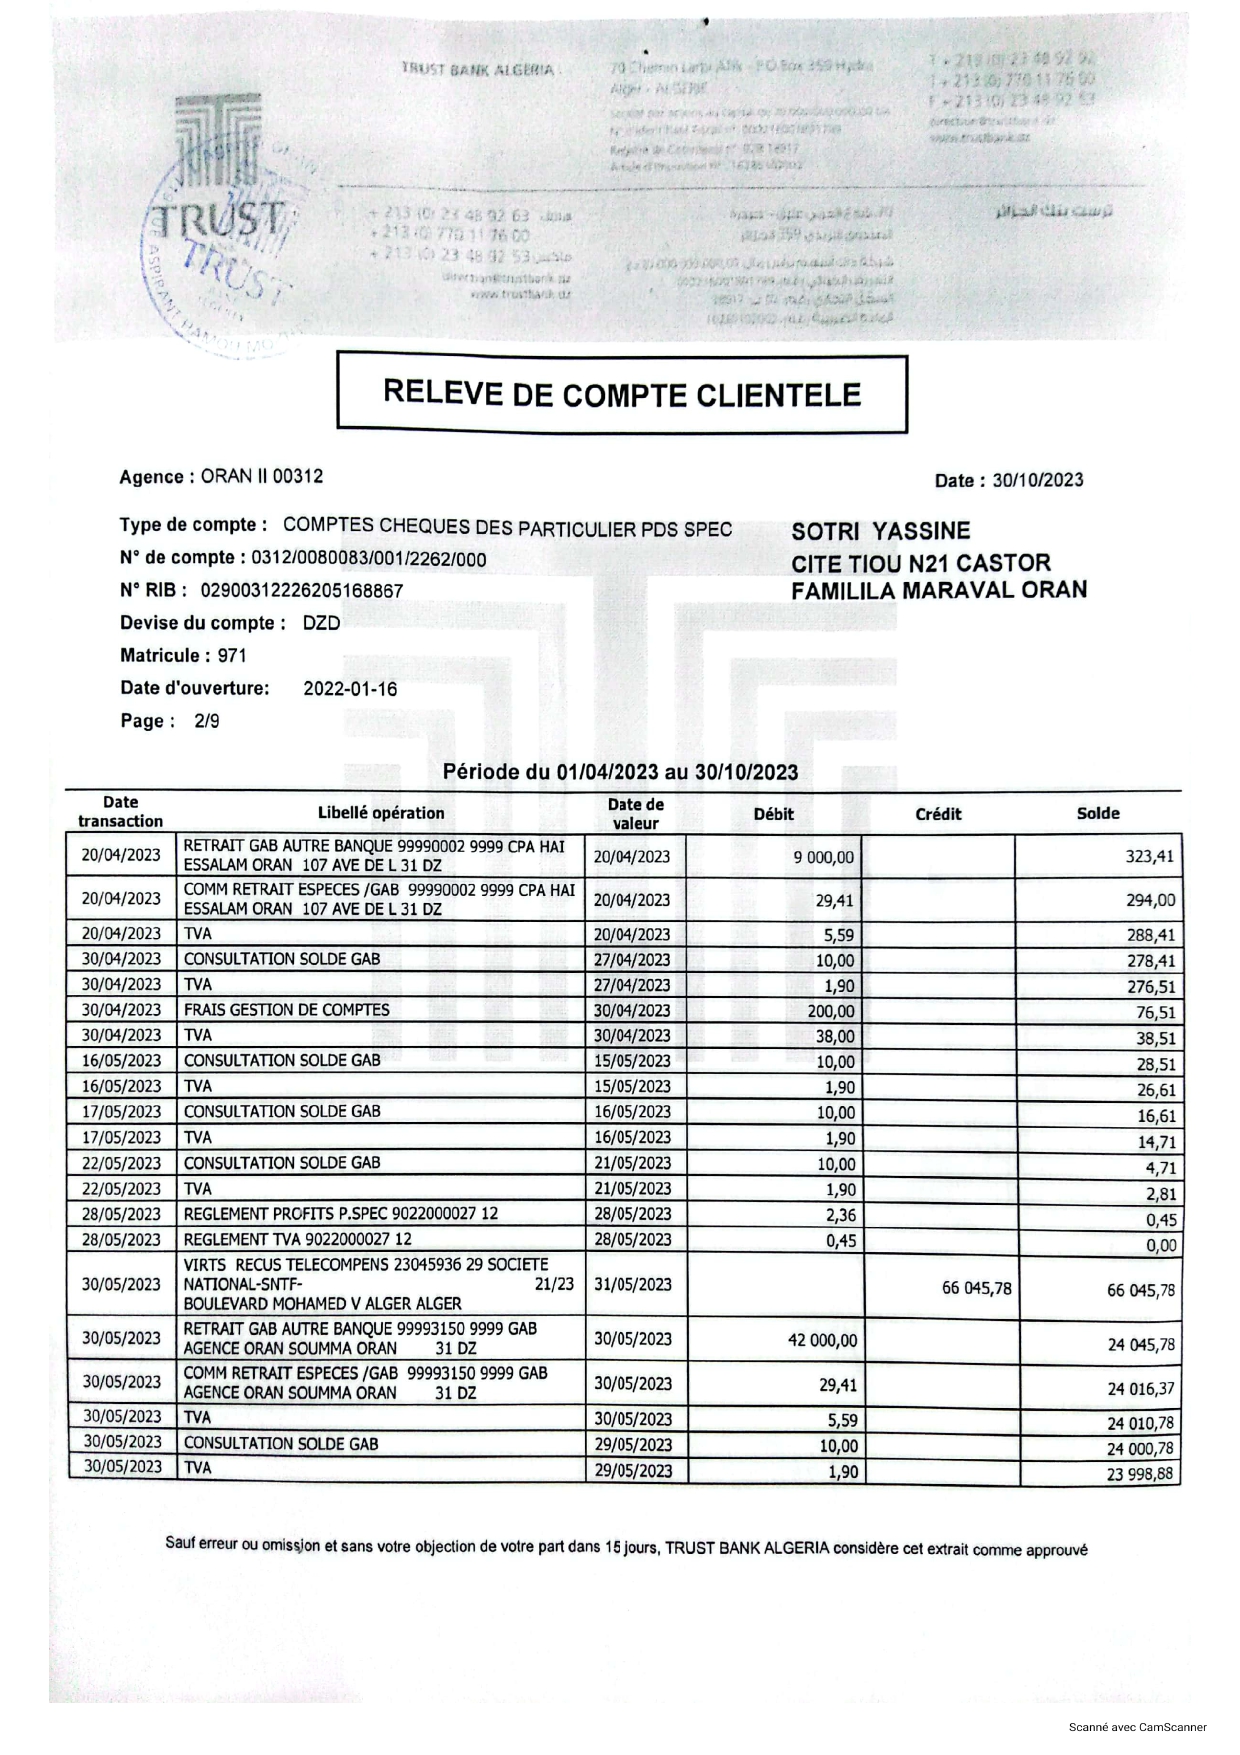 TRUST BANK ALGERIA
70 Chemin Larbi Allik - PO Box 359 Hydra
Alger - ALGERIE
T + 213 (0) 23 48 92 92
T + 213 (0) 770 11 76 00
F + 213 (0) 23 48 92 63
direction@trustbank.dz
www.trustbank.dz
TRUST
+ 213 (0) 23 48 92 63 هاتف
+ 213 (0) 770 11 76 00
+ 213 (0) 23 48 92 53 فاكس
direction@trustbank.dz
www.trustbank.dz
ترست بنك الجزائر
TRUST
RELEVE DE COMPTE CLIENTELE
Agence : ORAN II 00312
Date : 30/10/2023
Type de compte : COMPTES CHEQUES DES PARTICULIER PDS SPEC
N° de compte : 0312/0080083/001/2262/000
N° RIB : 02900312226205168867
Devise du compte : DZD
Matricule : 971
Date d'ouverture: 2022-01-16
Page : 2/9
SOTRI YASSINE
CITE TIOU N21 CASTOR
FAMILILA MARAVAL ORAN
Période du 01/04/2023 au 30/10/2023
Date transaction Libellé opération Date de valeur Débit Crédit Solde
20/04/2023 RETRAIT GAB AUTRE BANQUE 99990002 9999 CPA HAI 20/04/2023 9 000,00 323,41
ESSALAM ORAN 107 AVE DE L 31 DZ
20/04/2023 COMM RETRAIT ESPECES /GAB 99990002 9999 CPA HAI 20/04/2023 29,41 294,00
ESSALAM ORAN 107 AVE DE L 31 DZ
20/04/2023 TVA 20/04/2023 5,59 288,41
30/04/2023 CONSULTATION SOLDE GAB 27/04/2023 10,00 278,41
30/04/2023 TVA 27/04/2023 1,90 276,51
30/04/2023 FRAIS GESTION DE COMPTES 30/04/2023 200,00 76,51
30/04/2023 TVA 30/04/2023 38,00 38,51
16/05/2023 CONSULTATION SOLDE GAB 15/05/2023 10,00 28,51
16/05/2023 TVA 15/05/2023 1,90 26,61
17/05/2023 CONSULTATION SOLDE GAB 16/05/2023 10,00 16,61
17/05/2023 TVA 16/05/2023 1,90 14,71
22/05/2023 CONSULTATION SOLDE GAB 21/05/2023 10,00 4,71
22/05/2023 TVA 21/05/2023 1,90 2,81
28/05/2023 REGLEMENT PROFITS P.SPEC 9022000027 12 28/05/2023 2,36 0,45
28/05/2023 REGLEMENT TVA 9022000027 12 28/05/2023 0,45 0,00
30/05/2023 VIRTS RECUS TELECOMPENS 23045936 29 SOCIETE 31/05/2023 66 045,78 66 045,78
NATIONAL-SNTF- 21/23
BOULEVARD MOHAMED V ALGER ALGER
30/05/2023 RETRAIT GAB AUTRE BANQUE 99993150 9999 GAB 30/05/2023 42 000,00 24 045,78
AGENCE ORAN SOUMMA ORAN 31 DZ
30/05/2023 COMM RETRAIT ESPECES /GAB 99993150 9999 GAB 30/05/2023 29,41 24 016,37
AGENCE ORAN SOUMMA ORAN 31 DZ
30/05/2023 TVA 30/05/2023 5,59 24 010,78
30/05/2023 CONSULTATION SOLDE GAB 29/05/2023 10,00 24 000,78
30/05/2023 TVA 29/05/2023 1,90 23 998,88
Sauf erreur ou omission et sans votre objection de votre part dans 15 jours, TRUST BANK ALGERIA considère cet extrait comme approuvé
Scanné avec CamScanner